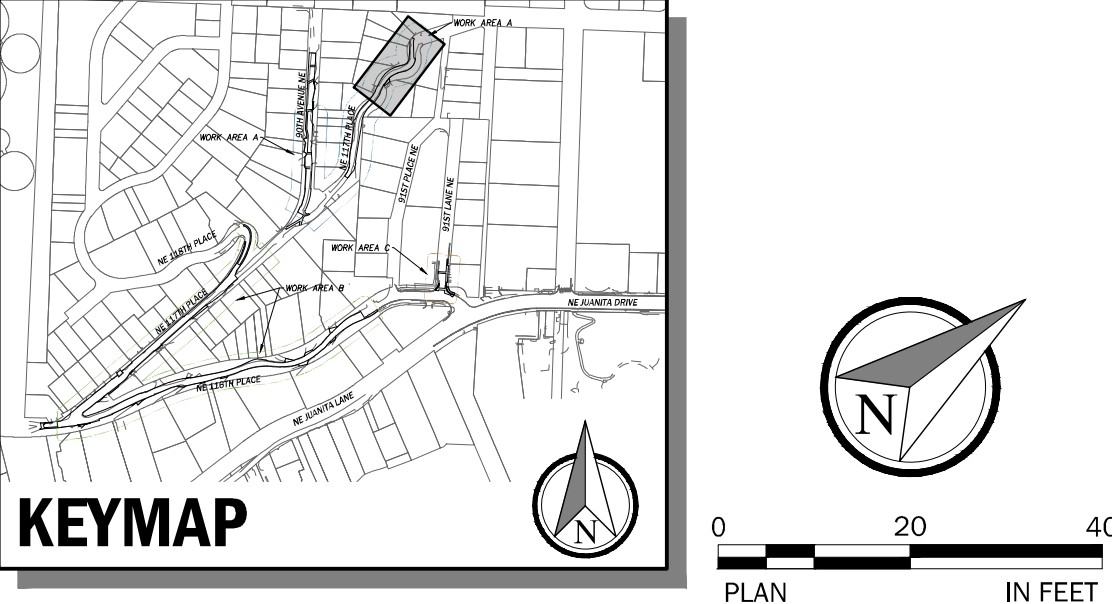 WORK AREA A
90TH AVENUE NE
NE 117TH PLACE
WORK AREA A
91ST PLACE NE
91ST LANE NE
NE 118TH PLACE
WORK AREA C
WORK AREA B
NE 117TH PLACE
NE JUANITA DRIVE
NE 116TH PLACE
NE JUANITA LANE
KEYMAP
N
N
0 20 40
PLAN IN FEET